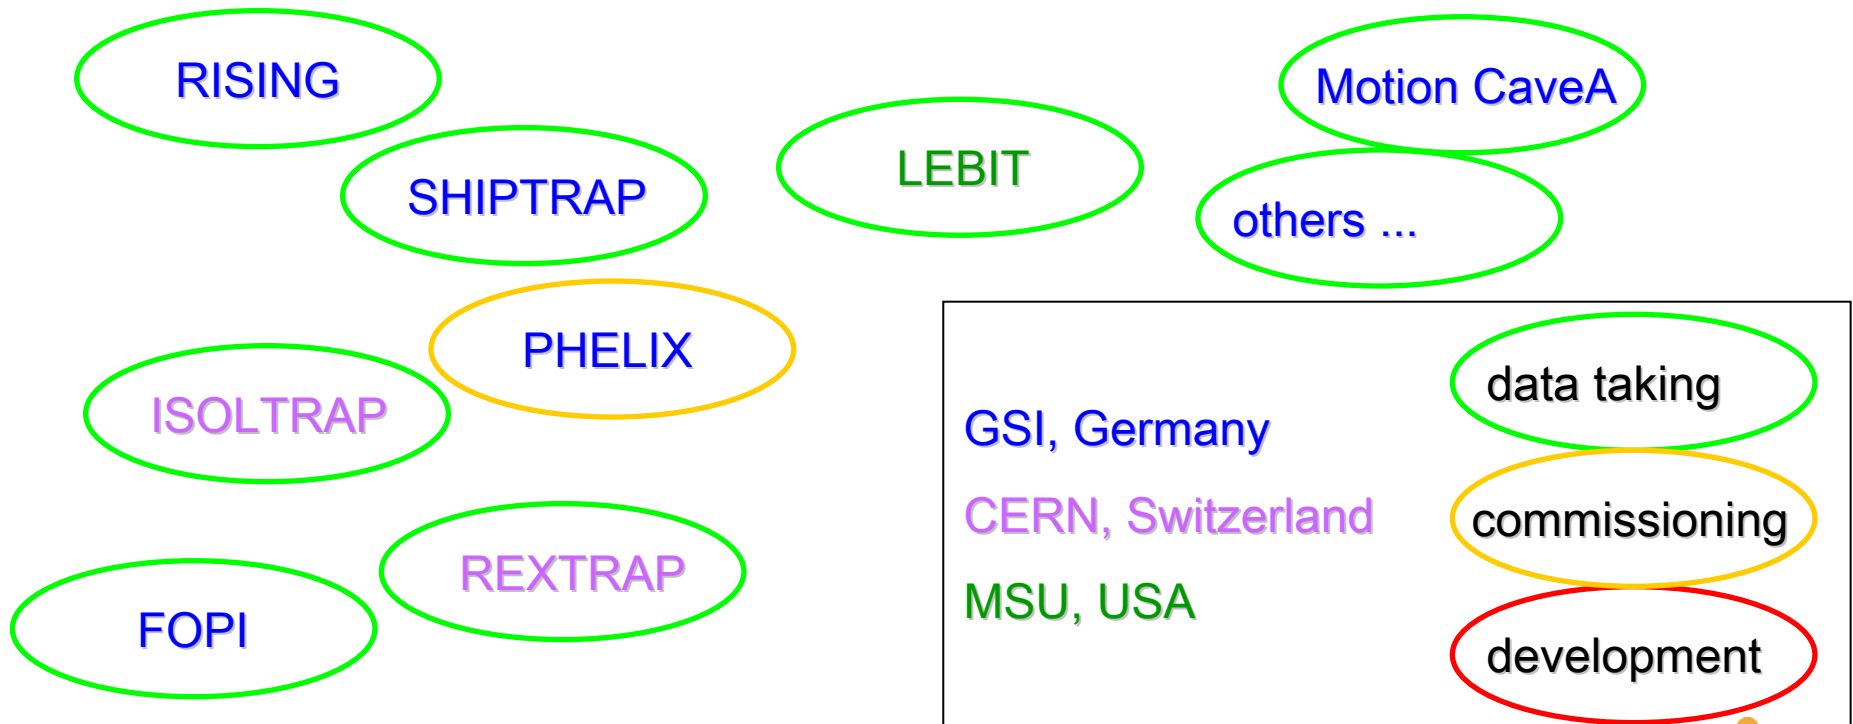 RISING
Motion CaveA
LEBIT
SHIPTRAP
others ...
PHELIX
ISOLTRAP
REXTRAP
FOPI
GSI, Germany
CERN, Switzerland
MSU, USA
data taking
commissioning
development